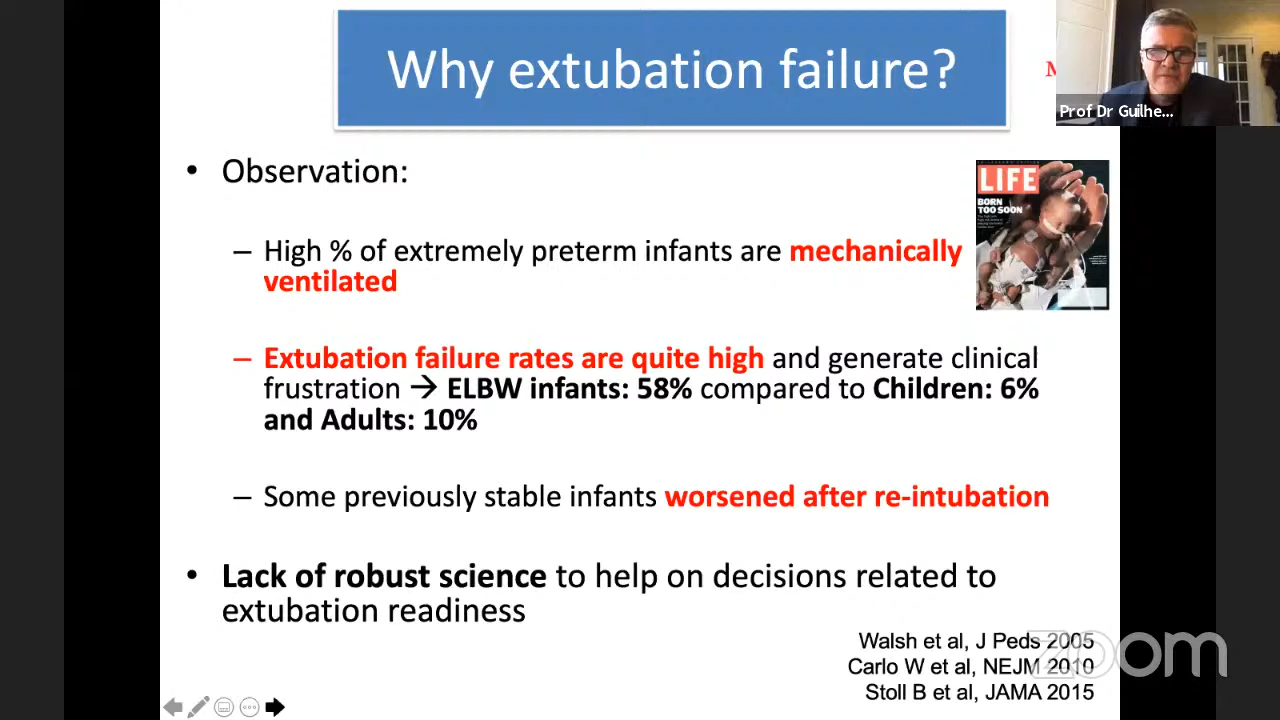 Why extubation failure?
M
Prof Dr Guilhe...
• Observation:
LIFE
BORN
TOO SOON
– High % of extremely preterm infants are mechanically
ventilated
– Extubation failure rates are quite high and generate clinical
frustration → ELBW infants: 58% compared to Children: 6%
and Adults: 10%
– Some previously stable infants worsened after re-intubation
• Lack of robust science to help on decisions related to
extubation readiness
Walsh et al, J Peds 2005
Carlo W et al, NEJM 2010
Stoll B et al, JAMA 2015
zoom